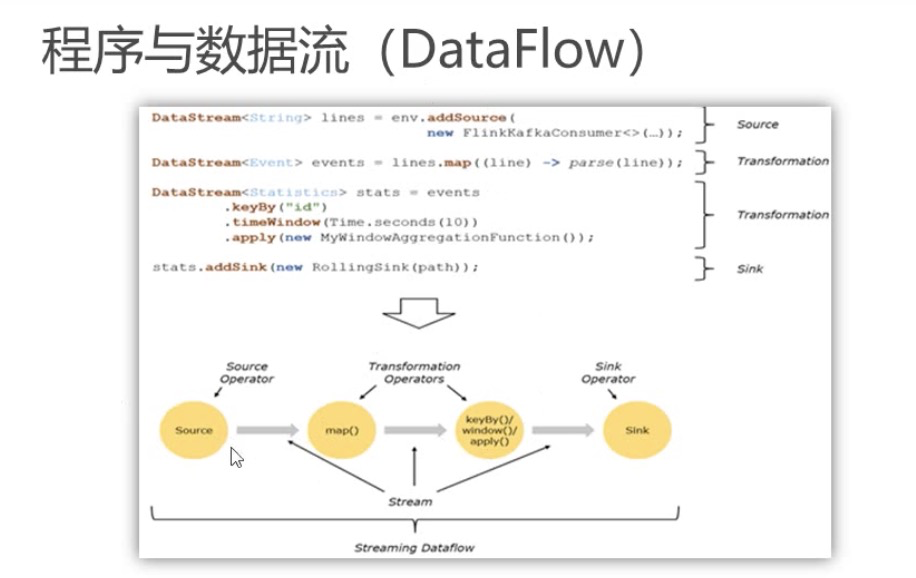 程序与数据流（DataFlow）
DataStream<String> lines = env.addSource(
new FlinkKafkaConsumer<>(…));
Source
DataStream<Event> events = lines.map((line) -> parse(line));
Transformation
DataStream<Statistics> stats = events
.keyBy("id")
.timeWindow(Time.seconds(10))
.apply(new MyWindowAggregationFunction());
Transformation
stats.addSink(new RollingSink(path));
Sink
Source
Operator
Transformation
Operators
Sink
Operator
Source
map()
keyBy()/
window()/
apply()
Sink
Stream
Streaming Dataflow